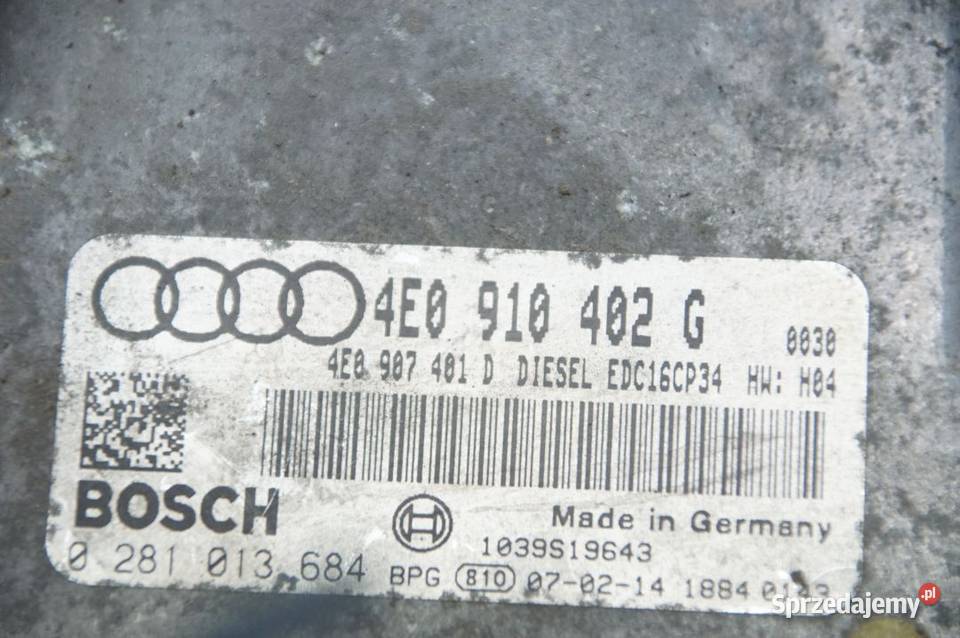 4E0 910 402 G 0030
4E0 907 401 D DIESEL EDC16CP34 HW: H04
BOSCH
Made in Germany
1039S19643
0 281 013 684 BPG 810 07-02-14 1884
Sprzedajemy.pl